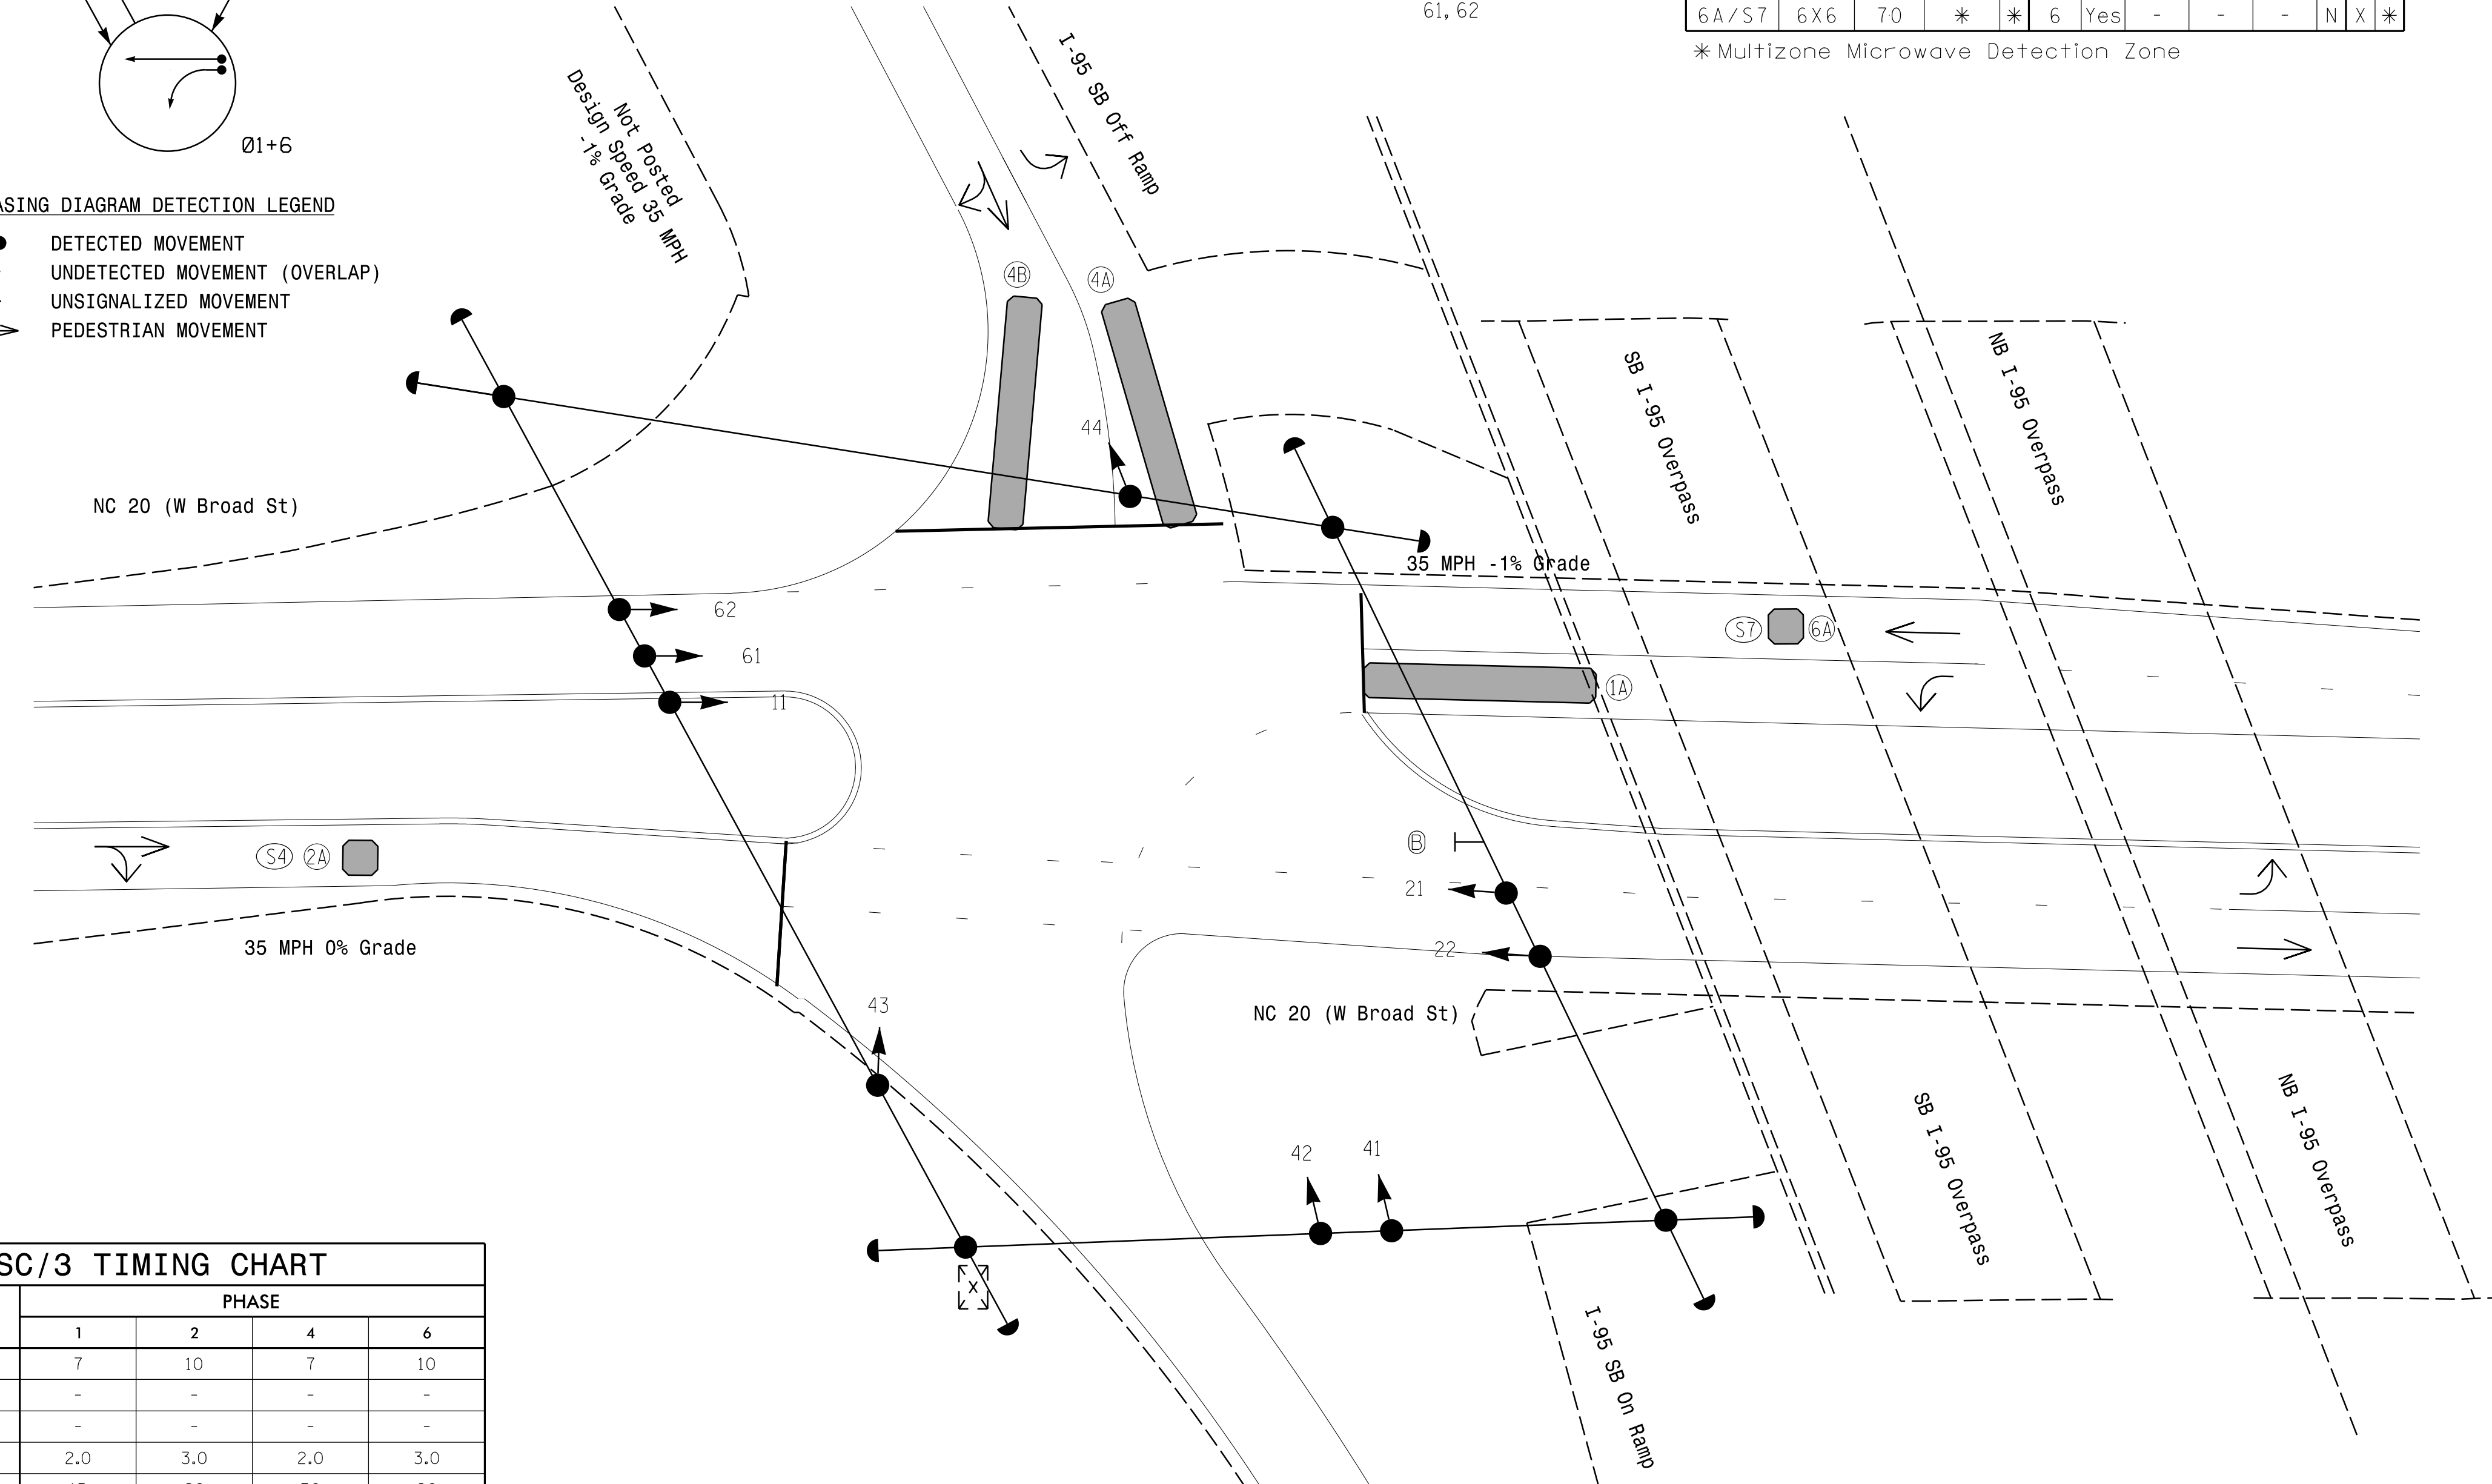 61,62
6A/S7 6X6 70 * * 6 Yes - - - N X *
* Multizone Microwave Detection Zone
Ø1+6
ASING DIAGRAM DETECTION LEGEND
DETECTED MOVEMENT
UNDETECTED MOVEMENT (OVERLAP)
UNSIGNALIZED MOVEMENT
PEDESTRIAN MOVEMENT
Not Posted
Design Speed 35 MPH
-1% Grade
I-95 SB Off Ramp
4B
4A
44
SB I-95 Overpass
NB I-95 Overpass
NC 20 (W Broad St)
35 MPH -1% Grade
62
61
11
S7
6A
1A
S4
2A
B
21
22
35 MPH 0% Grade
43
NC 20 (W Broad St)
42
41
SB I-95 Overpass
NB I-95 Overpass
X
I-95 SB On Ramp
SC/3 TIMING CHART
PHASE
1 2 4 6
7 10 7 10
- - - -
- - - -
2.0 3.0 2.0 3.0